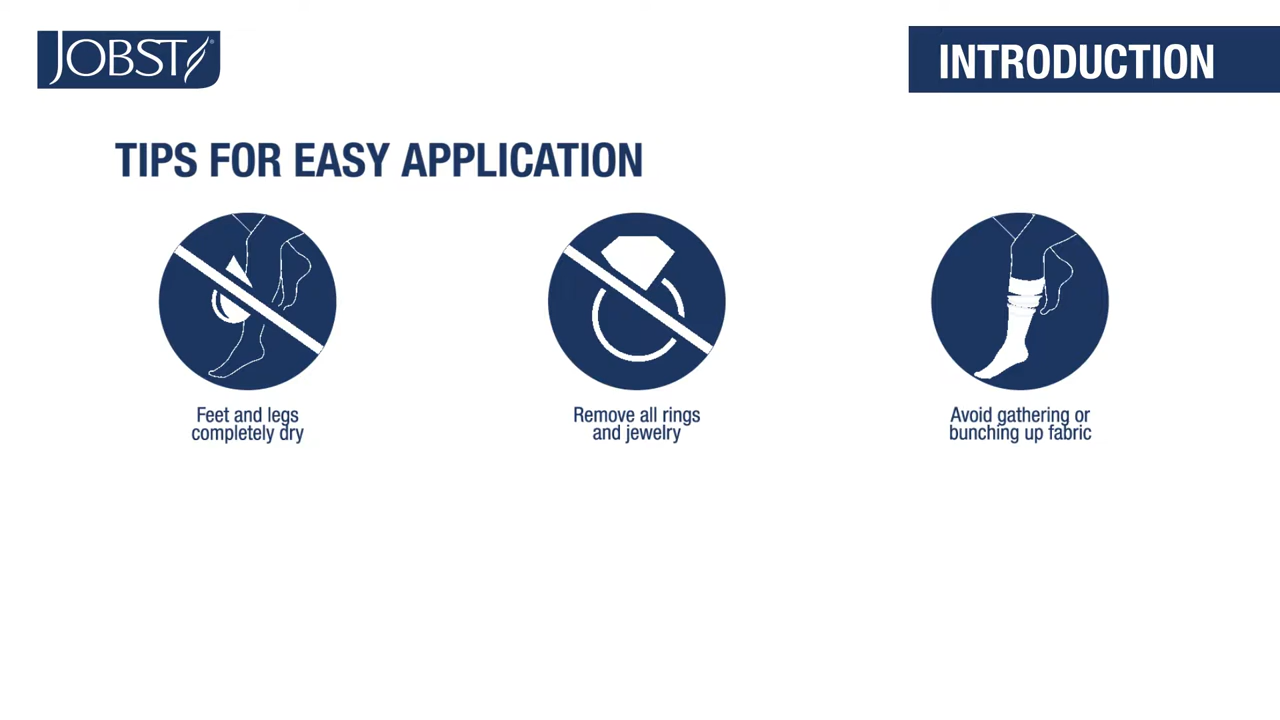 JOBST
INTRODUCTION
TIPS FOR EASY APPLICATION
Feet and legs
completely dry
Remove all rings
and jewelry
Avoid gathering or
bunching up fabric